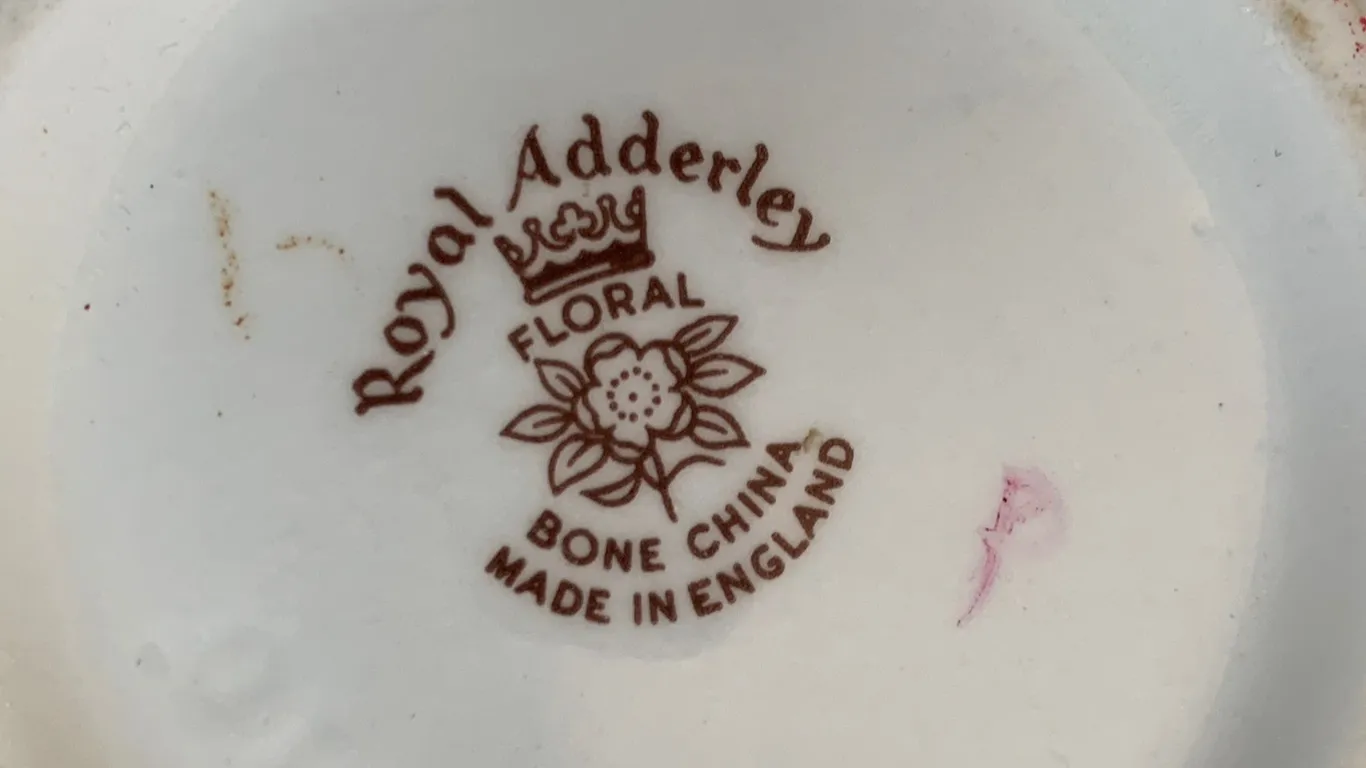 Royal Adderley
FLORAL
BONE CHINA
MADE IN ENGLAND